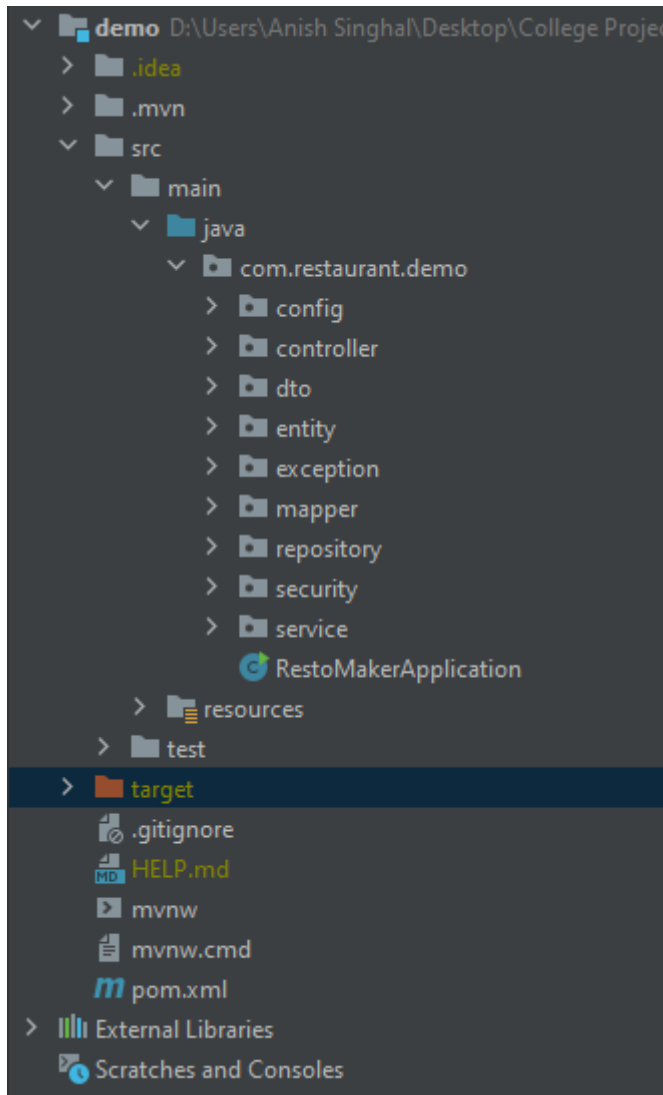 demo D:\Users\Anish Singhal\Desktop\College Projec
.idea
.mvn
src
main
java
com.restaurant.demo
config
controller
dto
entity
exception
mapper
repository
security
service
C RestoMakerApplication
resources
test
target
.gitignore
MD HELP.md
mvnw
mvnw.cmd
m pom.xml
External Libraries
Scratches and Consoles